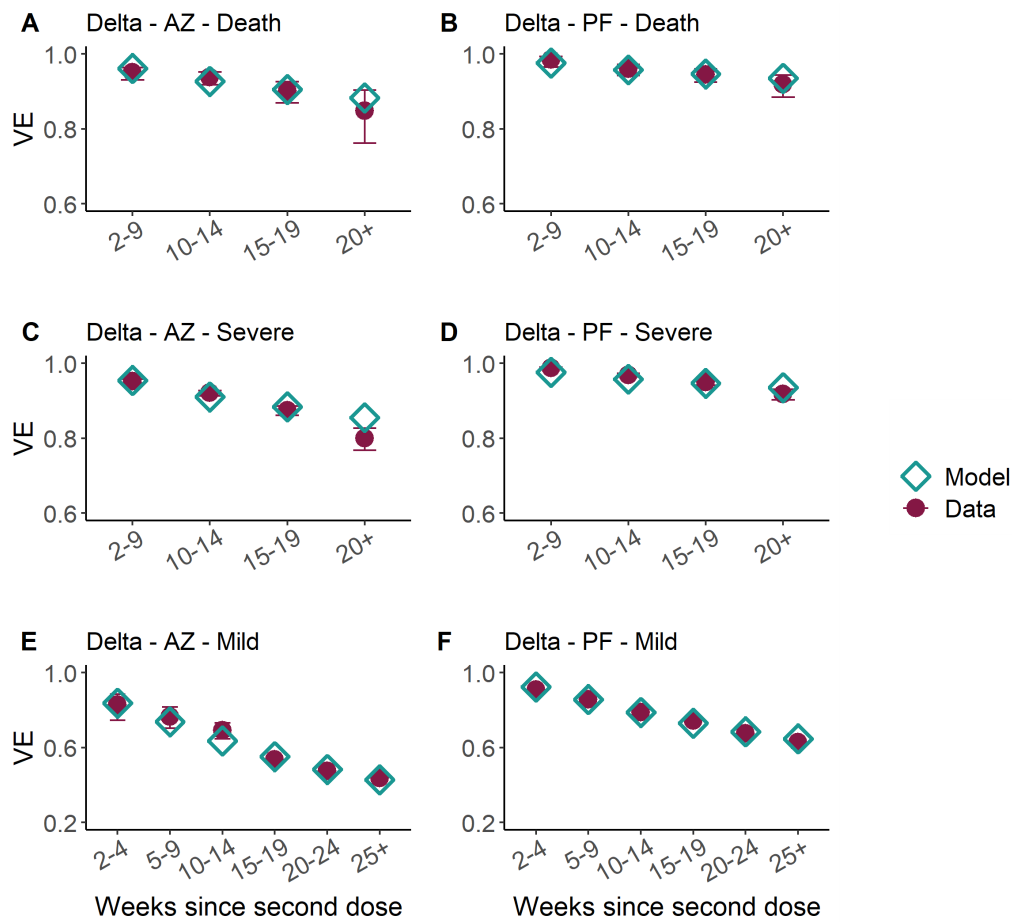 A Delta - AZ - Death
VE
1.0
0.8
0.6
2-9 10-14 15-19 20+
B Delta - PF - Death
1.0
0.8
0.6
2-9 10-14 15-19 20+
C Delta - AZ - Severe
VE
1.0
0.8
0.6
2-9 10-14 15-19 20+
D Delta - PF - Severe
1.0
0.8
0.6
2-9 10-14 15-19 20+
Model
Data
E Delta - AZ - Mild
VE
1.0
0.6
0.2
2-4 5-9 10-14 15-19 20-24 25+
Weeks since second dose
F Delta - PF - Mild
1.0
0.6
0.2
2-4 5-9 10-14 15-19 20-24 25+
Weeks since second dose